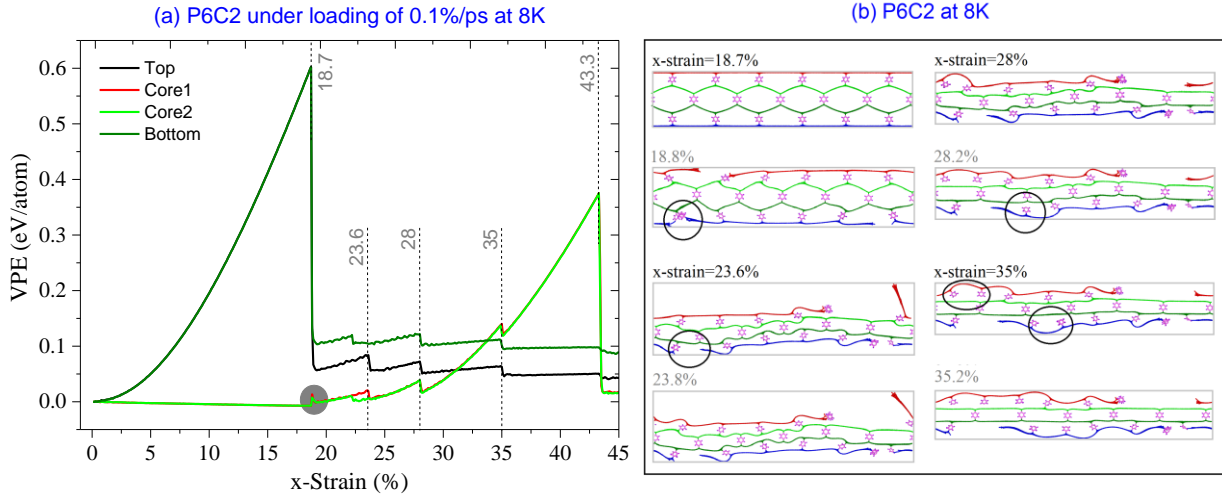 (a) P6C2 under loading of 0.1%/ps at 8K
0.6
0.5
0.4
0.3
0.2
0.1
0.0
VPE (eV/atom)
Top
Core1
Core2
Bottom
18.7
23.6
28
35
43.3
0 5 10 15 20 25 30 35 40 45
x-Strain (%)
(b) P6C2 at 8K
x-strain=18.7%
18.8%
x-strain=23.6%
23.8%
x-strain=28%
28.2%
x-strain=35%
35.2%